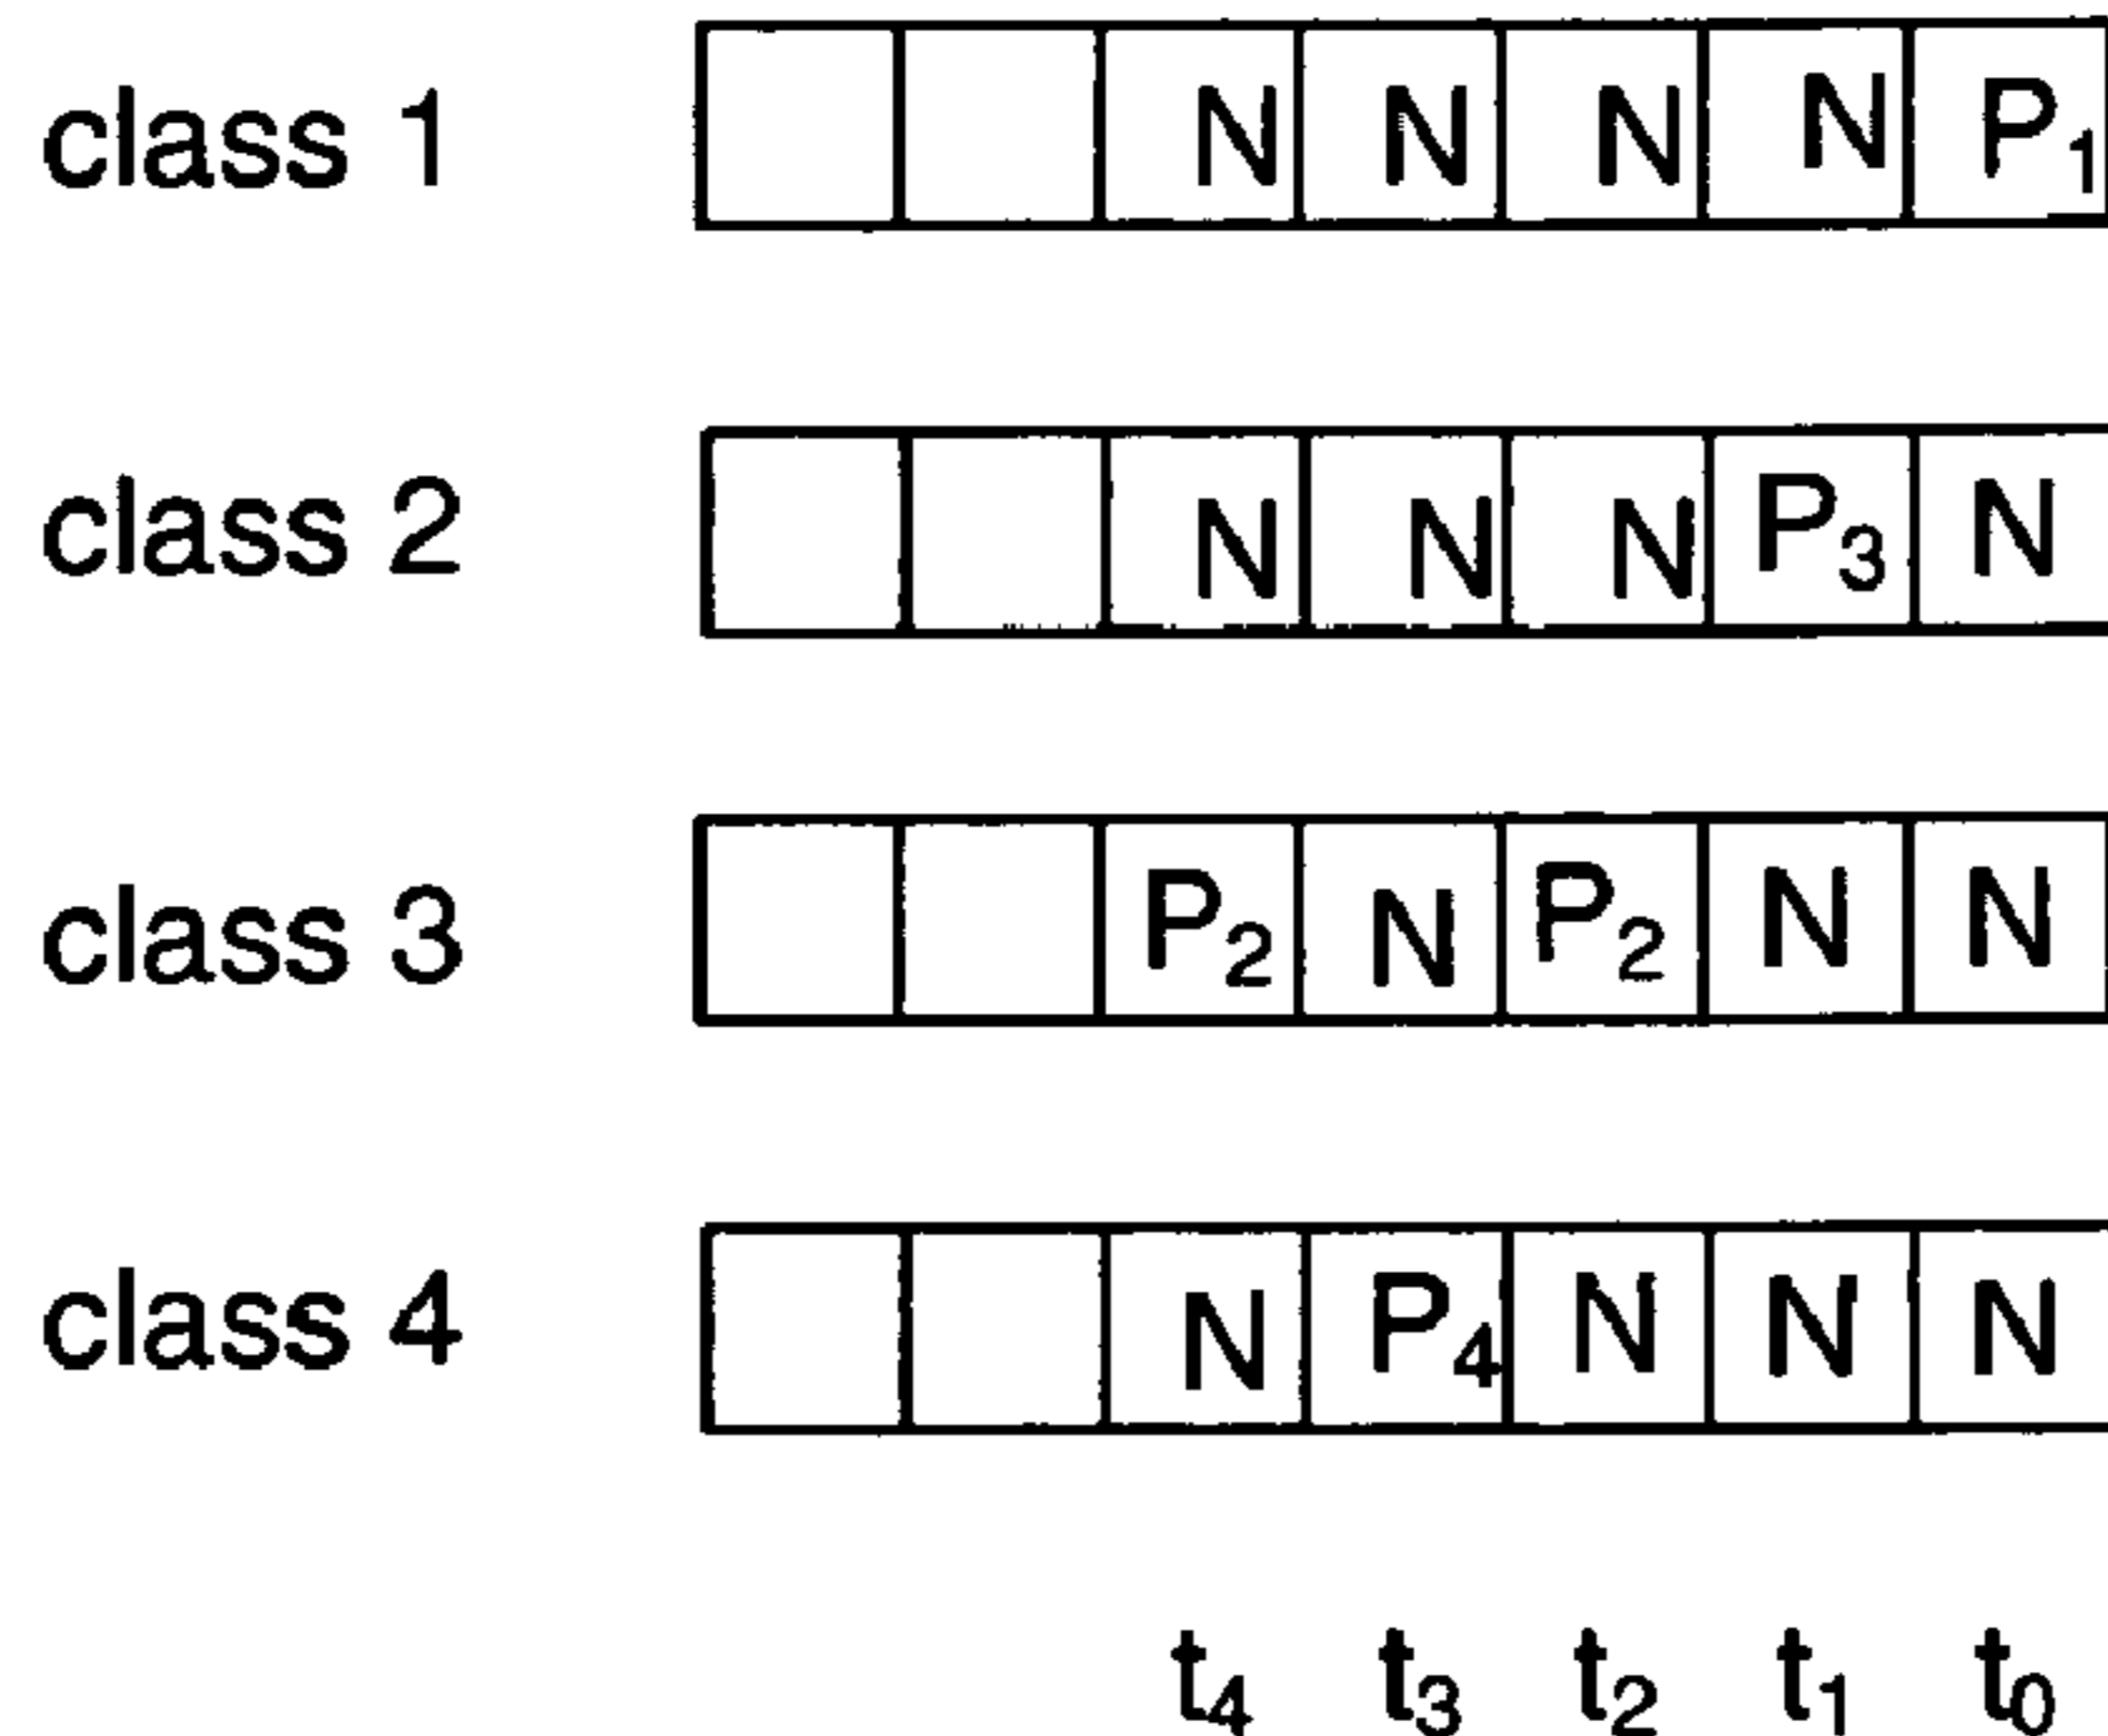 class 1 N N N N P₁
class 2 N N N P₃ N
class 3 P₂ N P₂ N N
class 4 N P₄ N N N
t₄ t₃ t₂ t₁ t₀